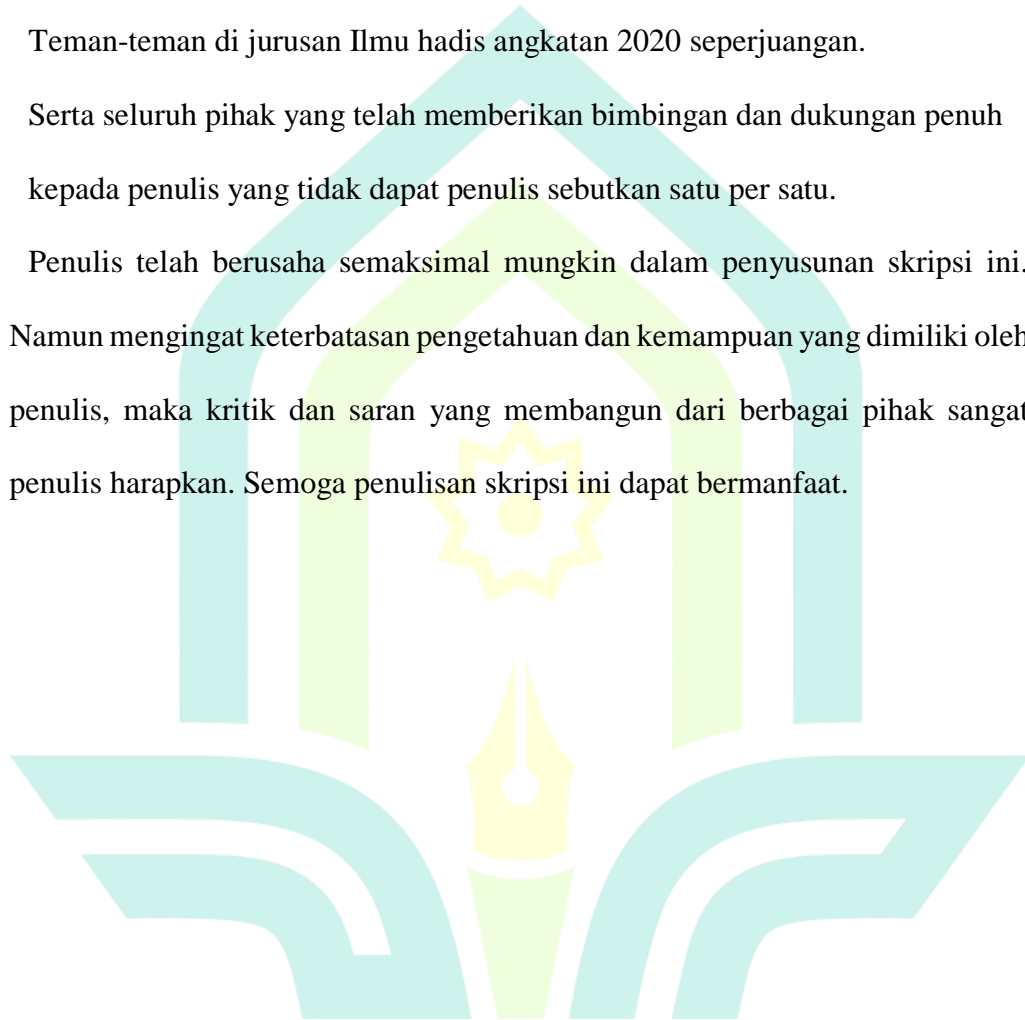 Teman-teman di jurusan Ilmu hadis angkatan 2020 seperjuangan.
Serta seluruh pihak yang telah memberikan bimbingan dan dukungan penuh
kepada penulis yang tidak dapat penulis sebutkan satu per satu.
Penulis telah berusaha semaksimal mungkin dalam penyusunan skripsi ini.
Namun mengingat keterbatasan pengetahuan dan kemampuan yang dimiliki oleh
penulis, maka kritik dan saran yang membangun dari berbagai pihak sangat
penulis harapkan. Semoga penulisan skripsi ini dapat bermanfaat.